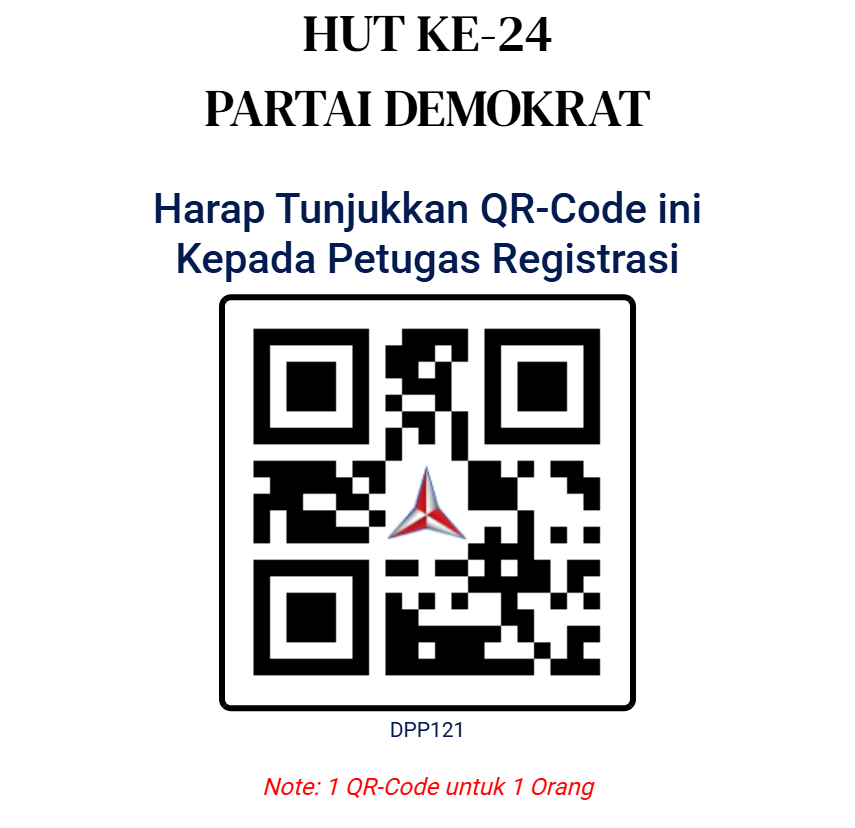 HUT KE-24
PARTAI DEMOKRAT
Harap Tunjukkan QR-Code ini
Kepada Petugas Registrasi
DPP121
Note: 1 QR-Code untuk 1 Orang